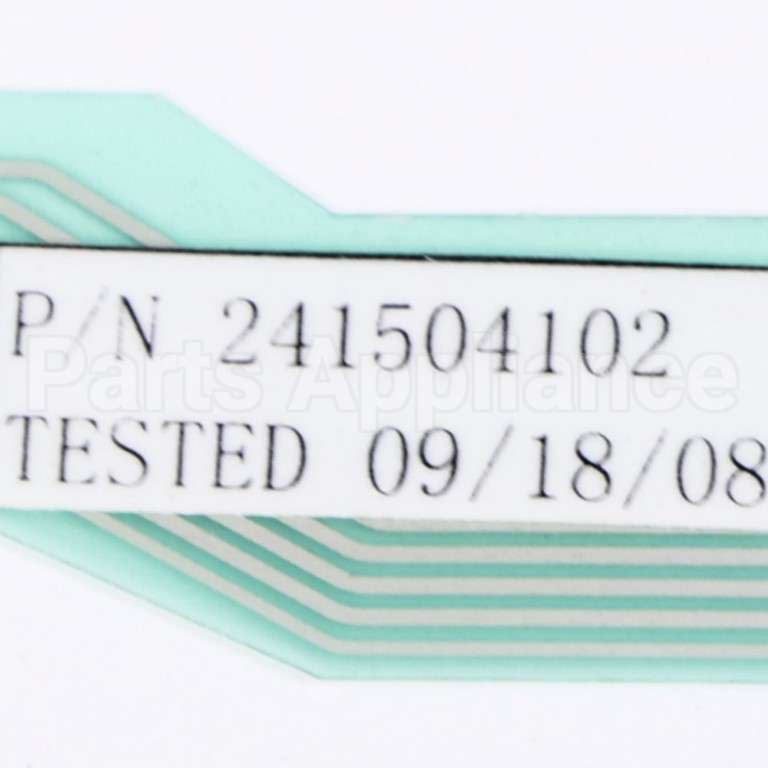 P/N 241504102
Parts Appliance
TESTED 09/18/08